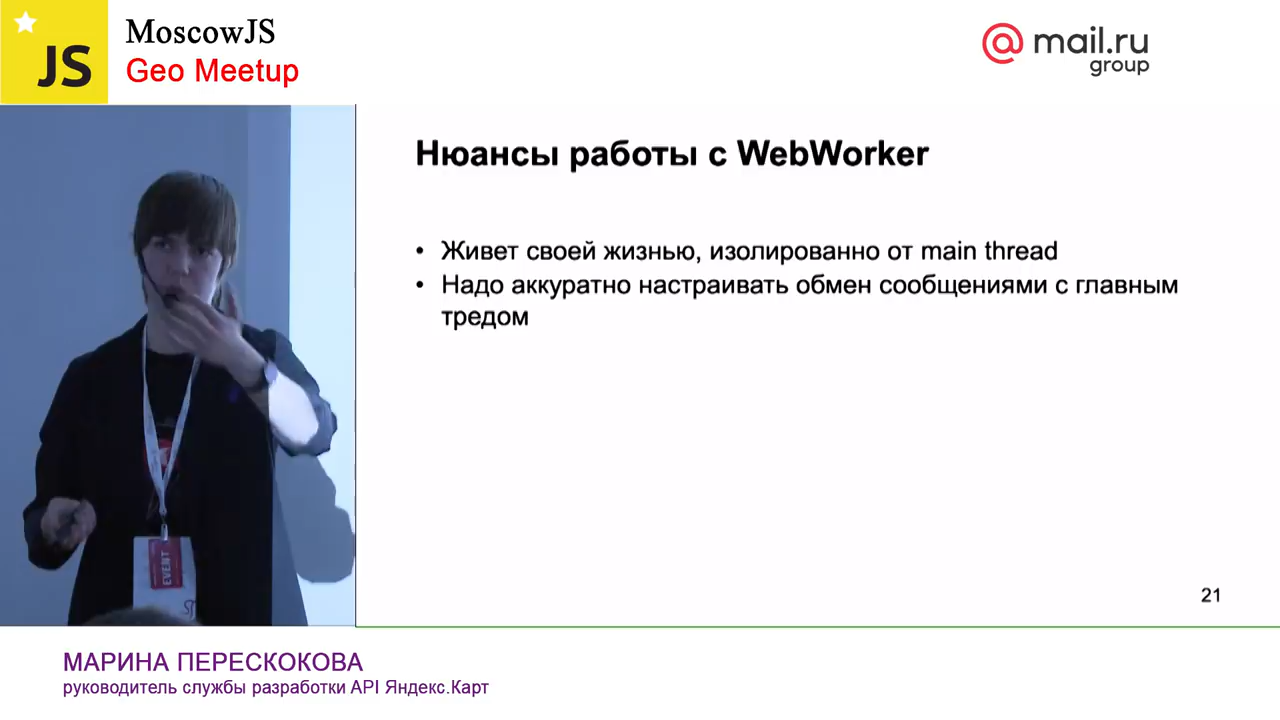 JS
MoscowJS
Geo Meetup
@mail.ru
group
Нюансы работы с WebWorker
• Живет своей жизнью, изолированно от main thread
• Надо аккуратно настраивать обмен сообщениями с главным
тредом
EVENT
21
МАРИНА ПЕРЕСКОКОВА
руководитель службы разработки API Яндекс.Карт